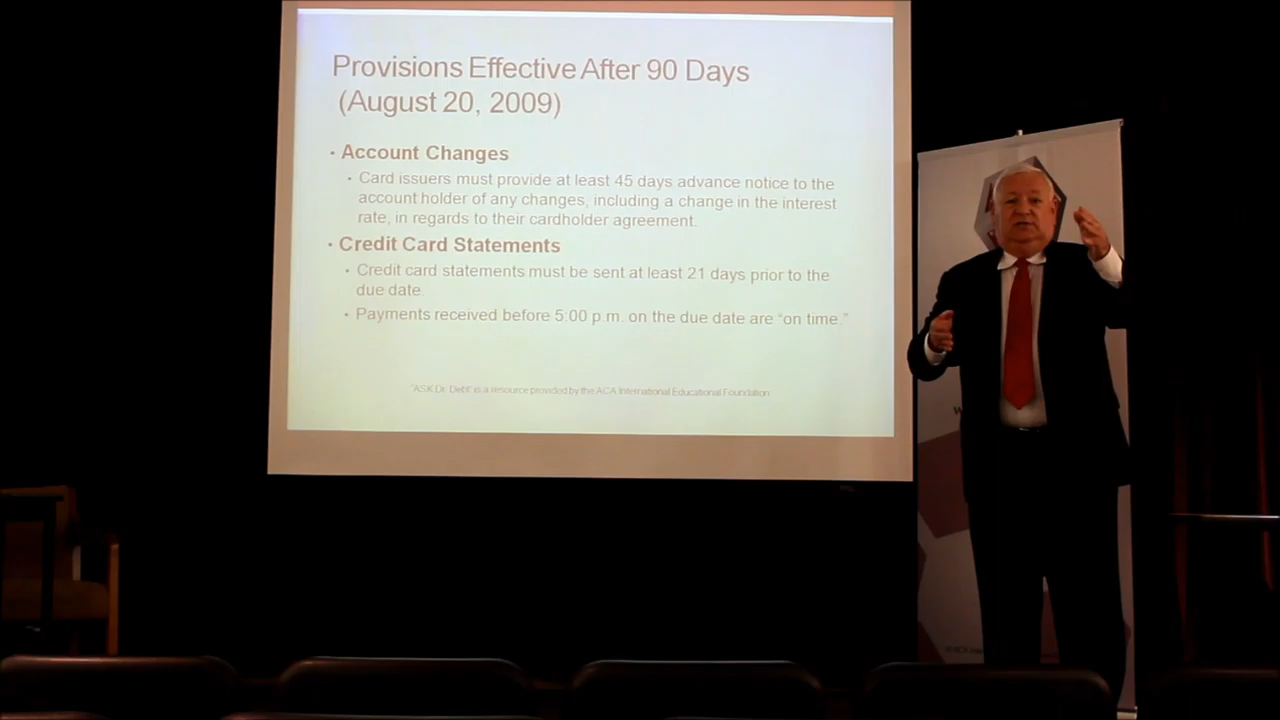 Provisions Effective After 90 Days
(August 20, 2009)
• Account Changes
• Card issuers must provide at least 45 days advance notice to the
account holder of any changes, including a change in the interest
rate, in regards to their cardholder agreement.
• Credit Card Statements
• Credit card statements must be sent at least 21 days prior to the
due date.
• Payments received before 5:00 p.m. on the due date are “on time.”
"ASK Dr. Debt" is a resource provided by the ACA International Educational Foundation